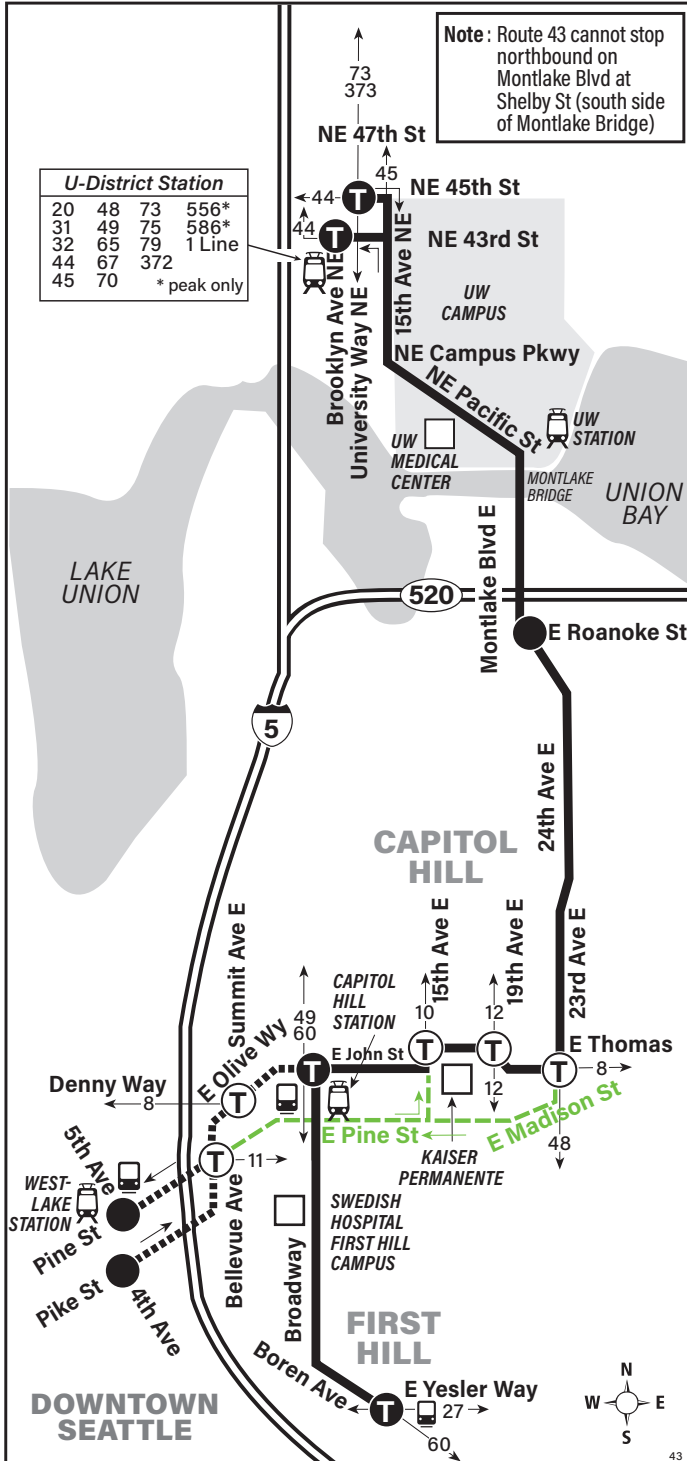 Note : Route 43 cannot stop
northbound on
Montlake Blvd at
Shelby St (south side
of Montlake Bridge)
73
373
NE 47th St
45
NE 45th St
44
T
44
T
NE 43rd St
U-District Station
20 48 73 556*
31 49 75 586*
32 65 79 1 Line
44 67 372
45 70 * peak only
Brooklyn Ave NE
University Way NE
15th Ave NE
UW
CAMPUS
NE Campus Pkwy
NE Pacific St
UW
STATION
UW
MEDICAL
CENTER
MONTLAKE
BRIDGE
UNION
BAY
LAKE
UNION
520
Montlake Blvd E
E Roanoke St
5
24th Ave E
CAPITOL
HILL
Summit Ave E
15th Ave E
19th Ave E
23rd Ave E
CAPITOL
HILL
STATION
49
60
10
12
E Olive Wy
T
E John St
T
T
T
E Thomas
8
Denny Way
8
T
12
E Pine St
E Madison St
48
KAISER
PERMANENTE
5th Ave
T
11
WEST-
LAKE
STATION
Pine St
Pike St
4th Ave
Bellevue Ave
Broadway
SWEDISH
HOSPITAL
FIRST HILL
CAMPUS
FIRST
HILL
Boren Ave
T
E Yesler Way
27
60
DOWNTOWN
SEATTLE
N
W E
S
43